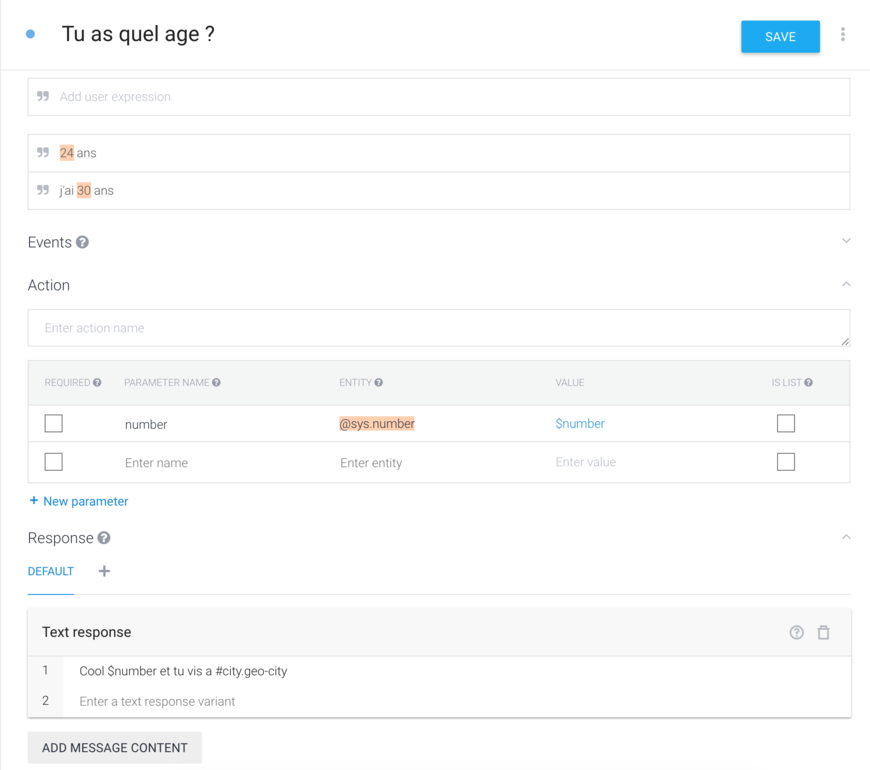 Tu as quel age ?
SAVE
Add user expression
24 ans
j'ai 30 ans
Events
Action
Enter action name
REQUIRED PARAMETER NAME ENTITY VALUE IS LIST
number @sys.number $number
Enter name Enter entity Enter value
+ New parameter
Response
DEFAULT +
Text response
1 Cool $number et tu vis a #city.geo-city
2 Enter a text response variant
ADD MESSAGE CONTENT